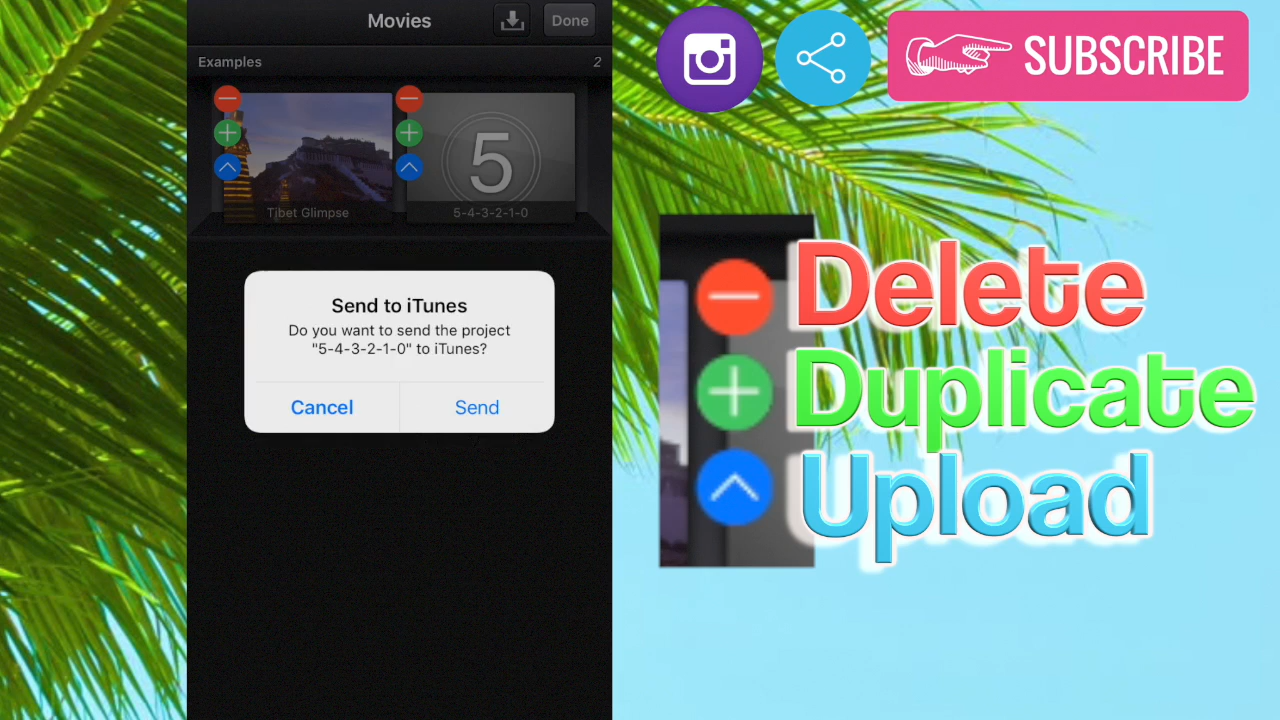 Movies
Done
Examples
2
5
Tibet Glimpse
5-4-3-2-1-0
Send to iTunes
Do you want to send the project
"5-4-3-2-1-0" to iTunes?
Cancel
Send
SUBSCRIBE
Delete
Duplicate
Upload